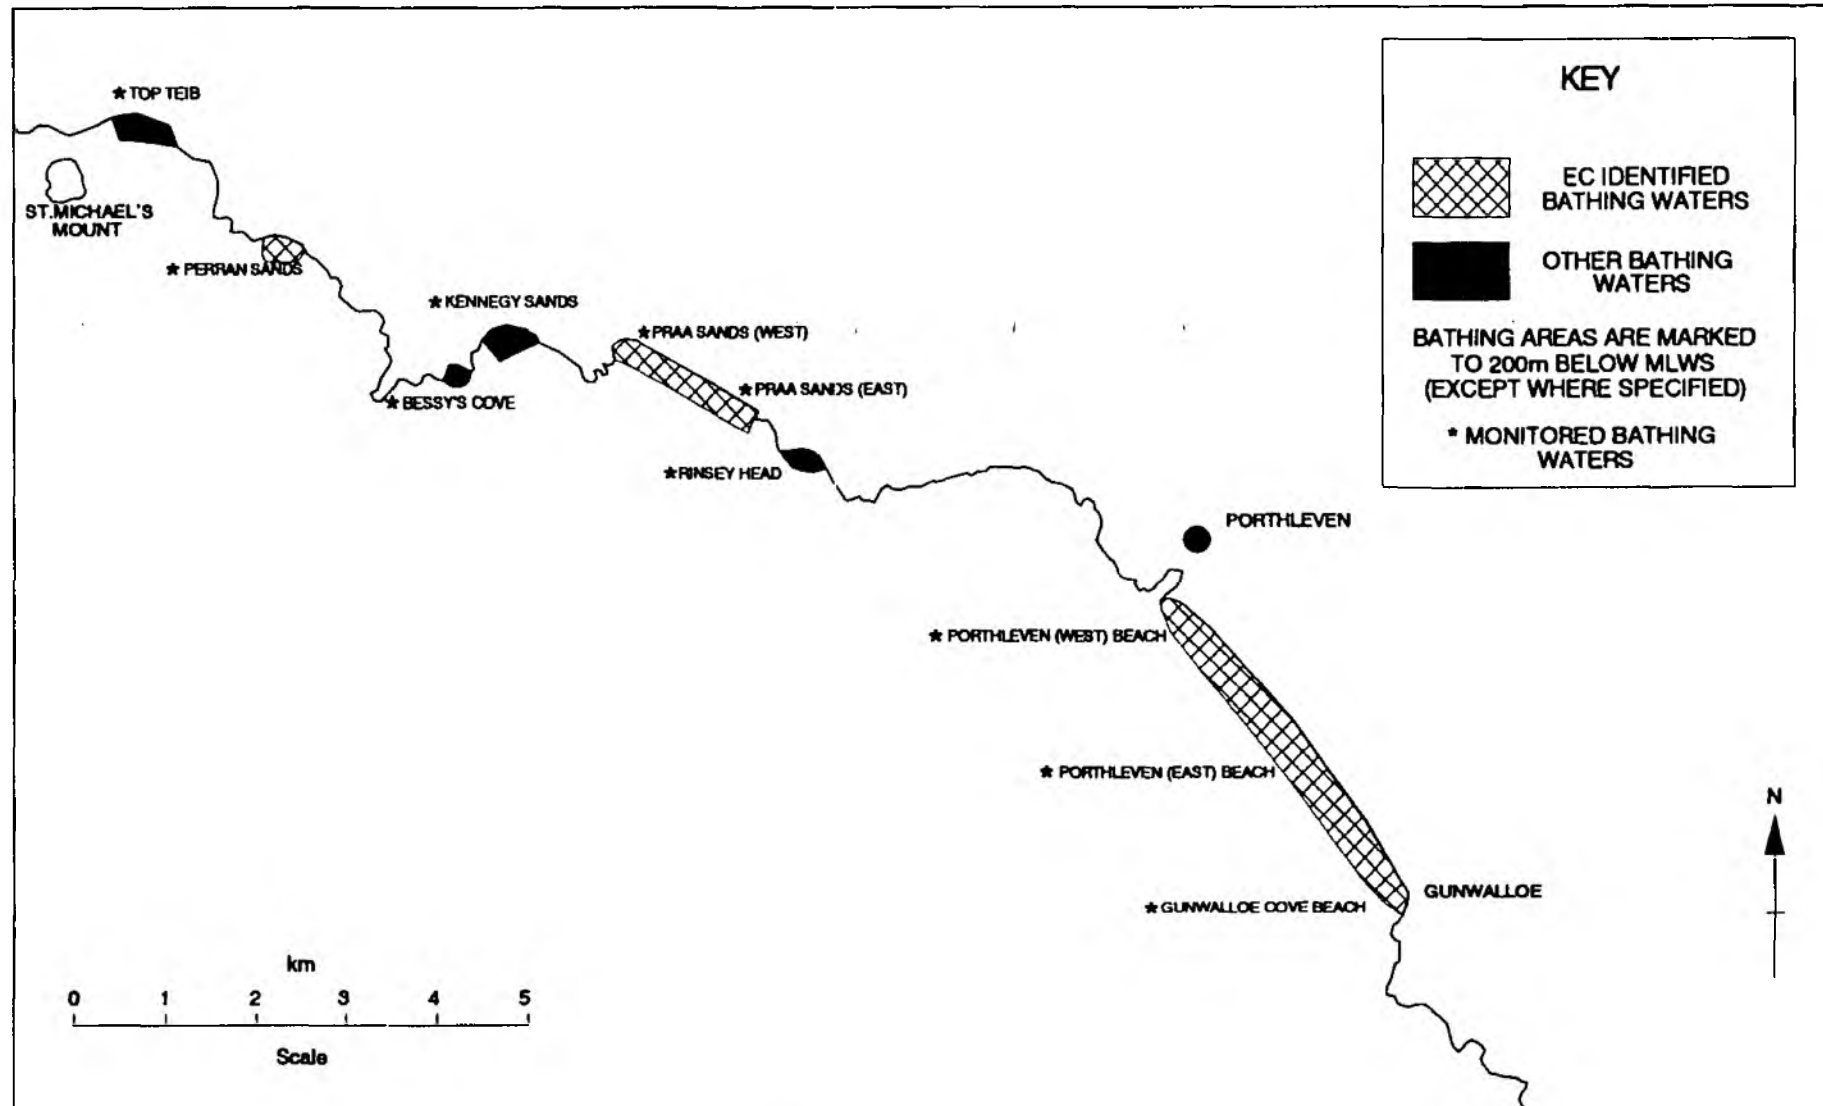 ★ TOP TEIB
ST.MICHAEL'S
MOUNT
★ PERRAN SANDS
★ KENNEGY SANDS
★ BESSY'S COVE
★ PRAA SANDS (WEST)
★ PRAA SANDS (EAST)
★ RINSEY HEAD
PORTHLEVEN
★ PORTHLEVEN (WEST) BEACH
★ PORTHLEVEN (EAST) BEACH
★ GUNWALLOE COVE BEACH
GUNWALLOE
KEY
EC IDENTIFIED
BATHING WATERS
OTHER BATHING
WATERS
BATHING AREAS ARE MARKED
TO 200m BELOW MLWS
(EXCEPT WHERE SPECIFIED)
* MONITORED BATHING
WATERS
N
km
0 1 2 3 4 5
Scale